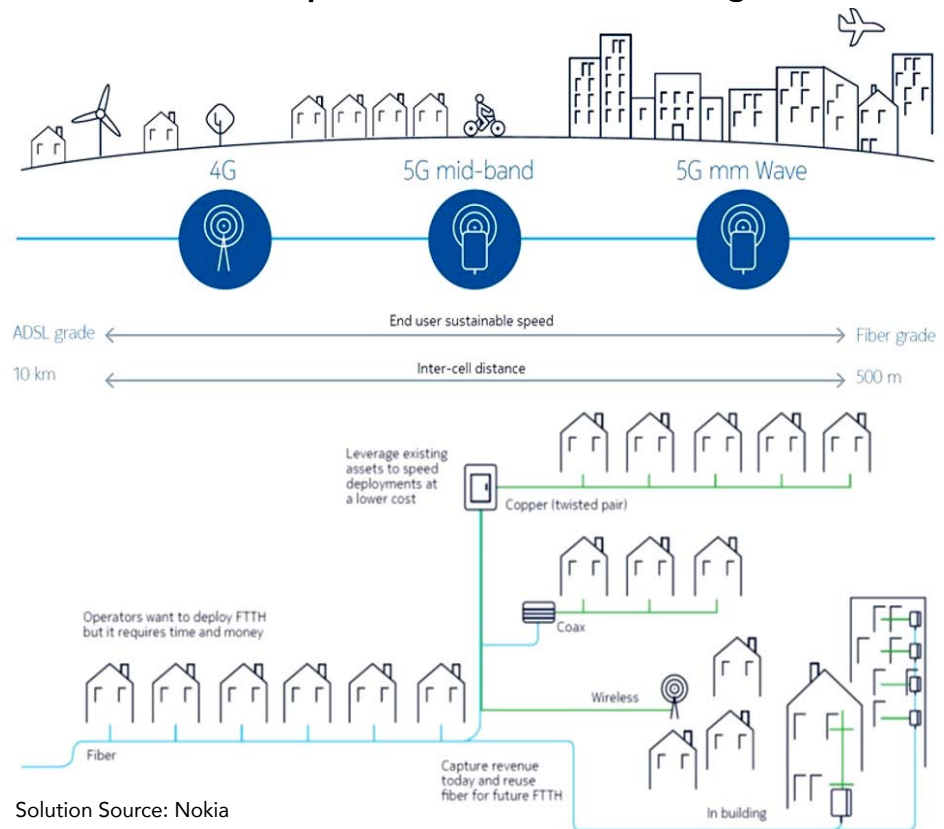 4G
5G mid-band
5G mm Wave
End user sustainable speed
ADSL grade
Fiber grade
Inter-cell distance
10 km
500 m
Leverage existing
assets to speed
deployments at
a lower cost
Copper (twisted pair)
Operators want to deploy FTTH
but it requires time and money
Coax
Wireless
Fiber
Capture revenue
today and reuse
fiber for future FTTH
In building
Solution Source: Nokia